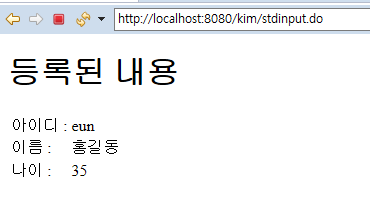 http://localhost:8080/kim/stdinput.do
등록된 내용
아이디 : eun
이름 : 홍길동
나이 : 35